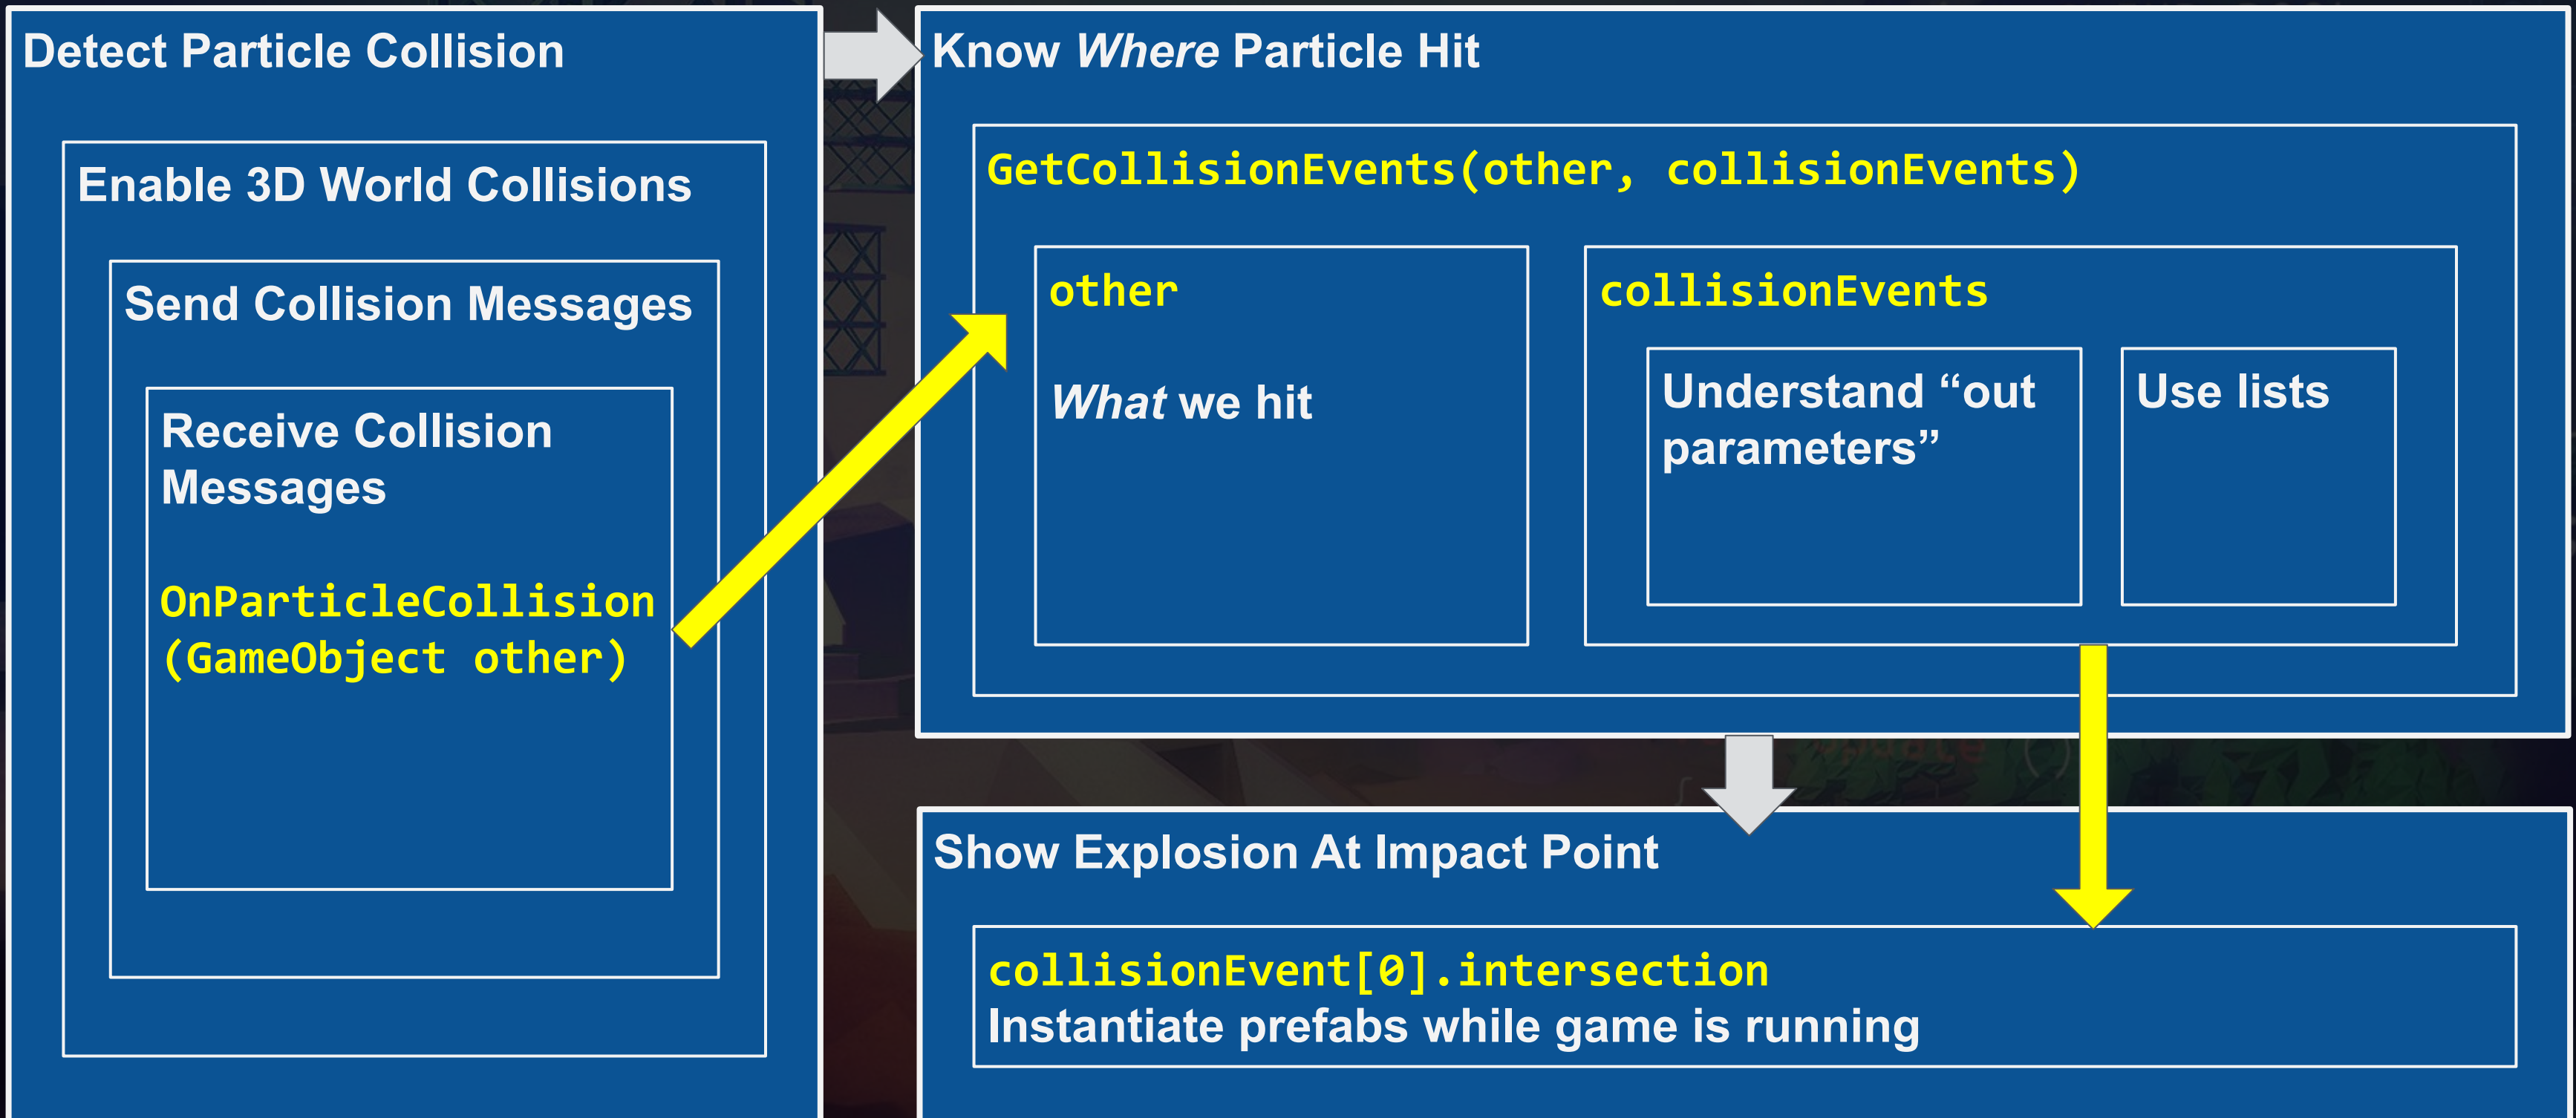 Detect Particle Collision
Enable 3D World Collisions
Send Collision Messages
Receive Collision
Messages
OnParticleCollision
(GameObject other)
Know Where Particle Hit
GetCollisionEvents(other, collisionEvents)
other
What we hit
collisionEvents
Understand “out
parameters”
Use lists
Show Explosion At Impact Point
collisionEvent[0].intersection
Instantiate prefabs while game is running